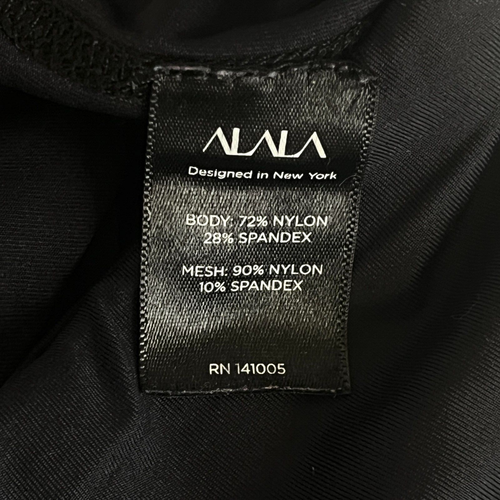 ALALA
Designed in New York
BODY: 72% NYLON
28% SPANDEX
MESH: 90% NYLON
10% SPANDEX
RN 141005